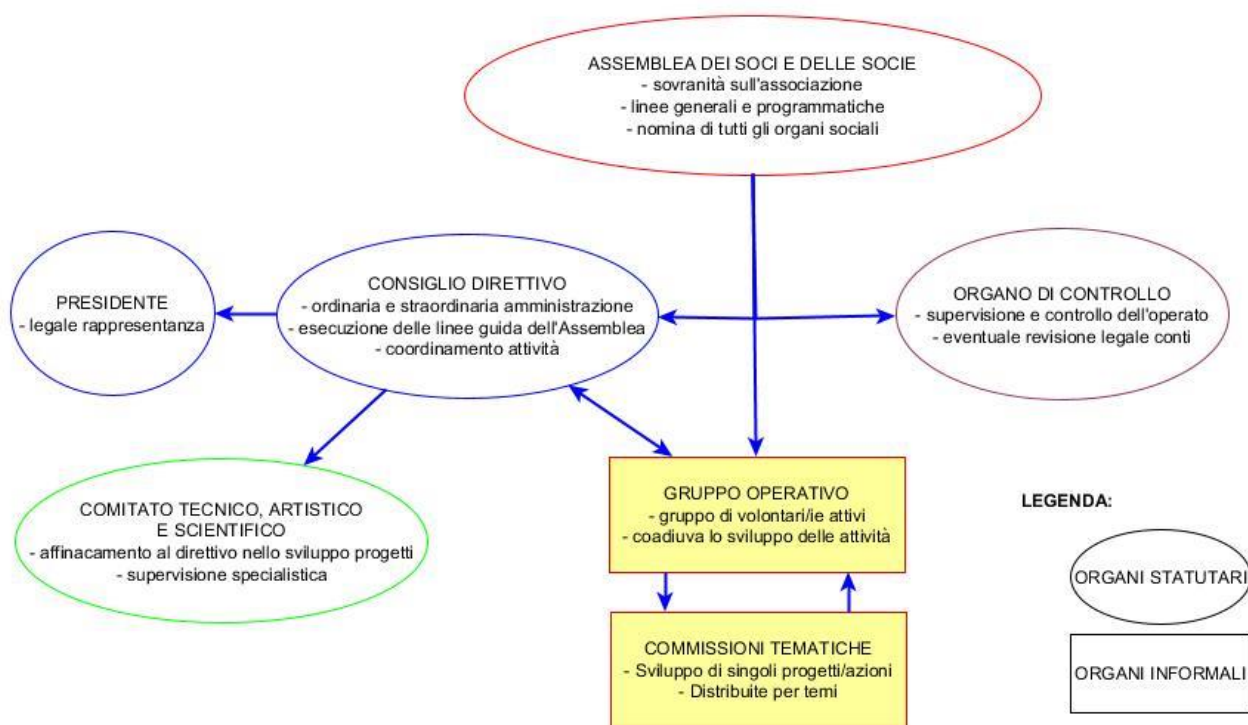 ASSEMBLEA DEI SOCI E DELLE SOCIE
- sovranità sull'associazione
- linee generali e programmatiche
- nomina di tutti gli organi sociali
PRESIDENTE
- legale rappresentanza
CONSIGLIO DIRETTIVO
- ordinaria e straordinaria amministrazione
- esecuzione delle linee guida dell'Assemblea
- coordinamento attività
ORGANO DI CONTROLLO
- supervisione e controllo dell'operato
- eventuale revisione legale conti
COMITATO TECNICO, ARTISTICO
E SCIENTIFICO
- affinacamento al direttivo nello sviluppo progetti
- supervisione specialistica
GRUPPO OPERATIVO
- gruppo di volontari/ie attivi
- coadiuva lo sviluppo delle attività
COMMISSIONI TEMATICHE
- Sviluppo di singoli progetti/azioni
- Distribuite per temi
LEGENDA:
ORGANI STATUTARI
ORGANI INFORMALI